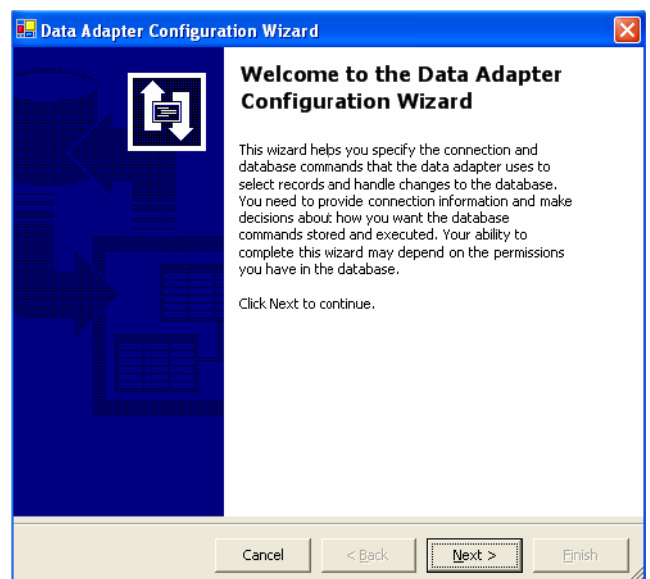 Data Adapter Configuration Wizard
Welcome to the Data Adapter
Configuration Wizard
This wizard helps you specify the connection and
database commands that the data adapter uses to
select records and handle changes to the database.
You need to provide connection information and make
decisions about how you want the database
commands stored and executed. Your ability to
complete this wizard may depend on the permissions
you have in the database.
Click Next to continue.
Cancel
< Back
Next >
Finish